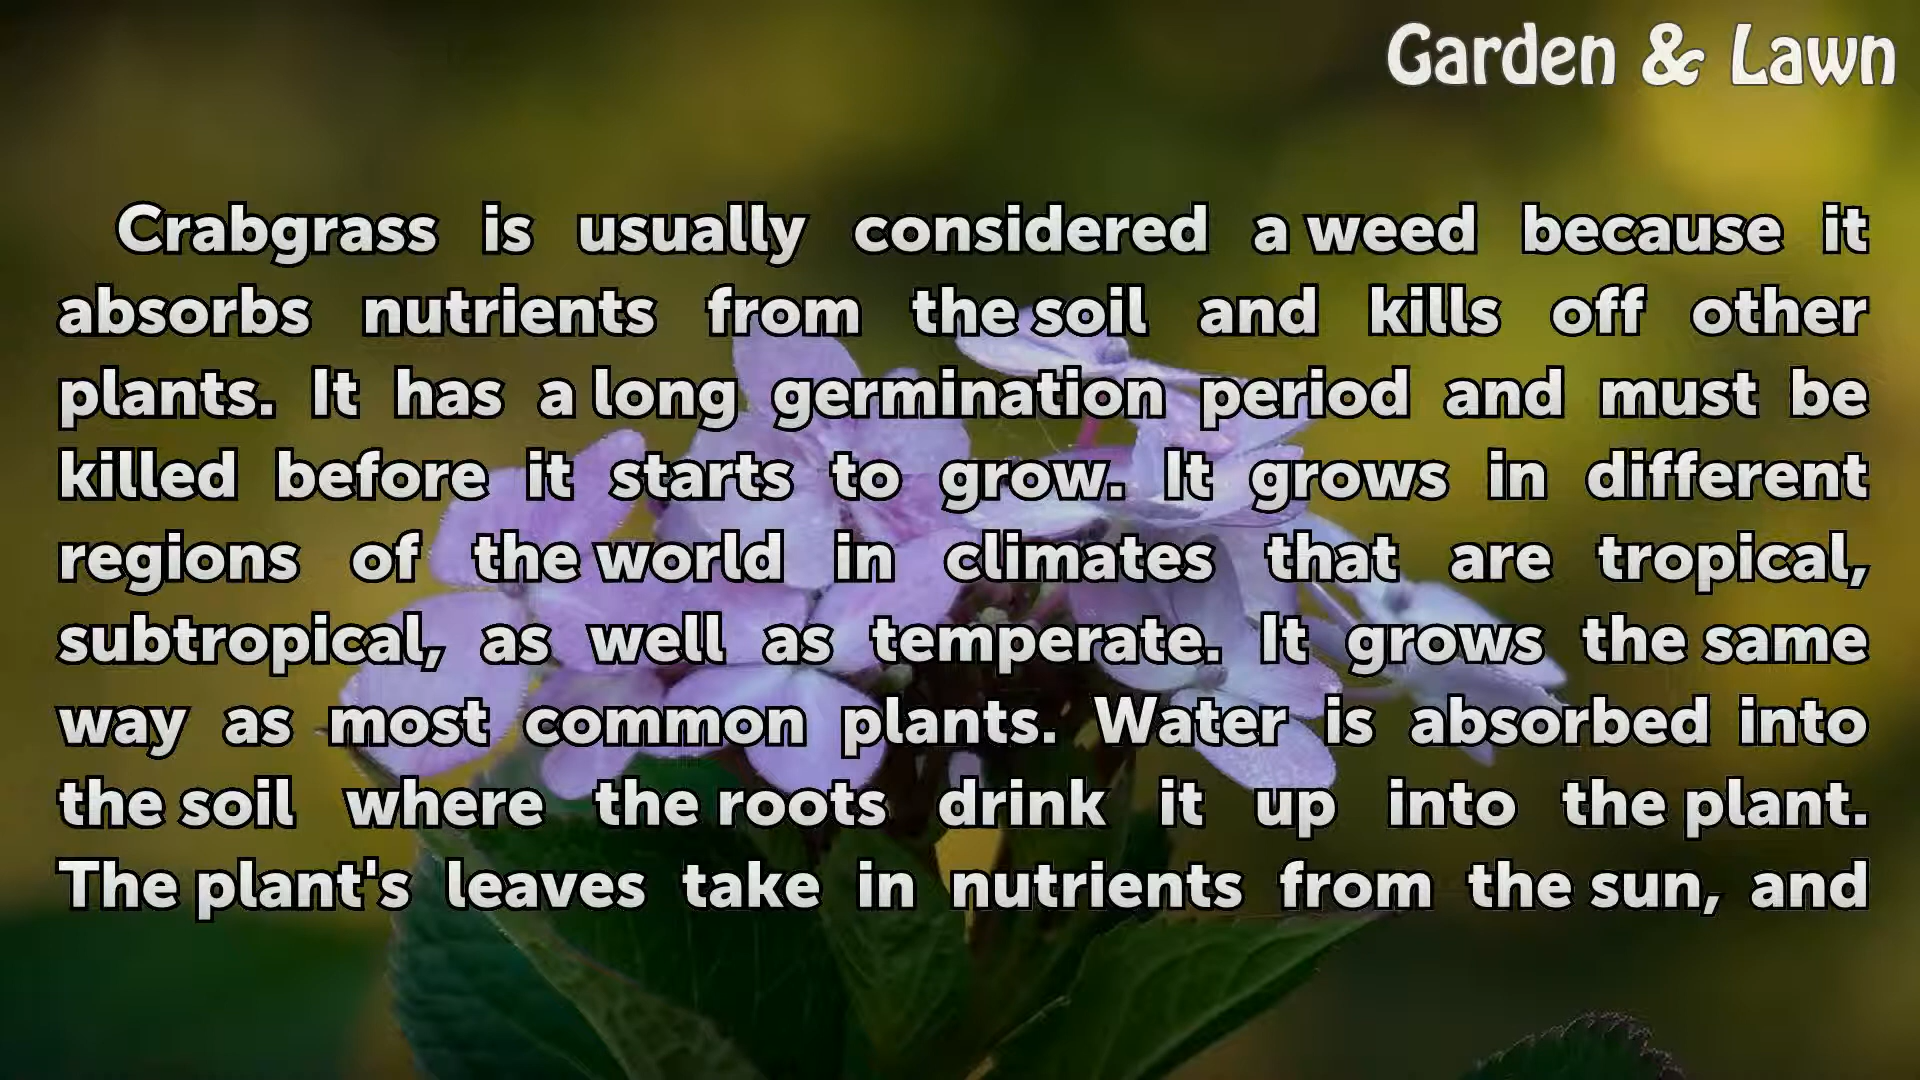 Garden & Lawn
Crabgrass is usually considered a weed because it
absorbs nutrients from the soil and kills off other
plants. It has a long germination period and must be
killed before it starts to grow. It grows in different
regions of the world in climates that are tropical,
subtropical, as well as temperate. It grows the same
way as most common plants. Water is absorbed into
the soil where the roots drink it up into the plant.
The plant's leaves take in nutrients from the sun, and